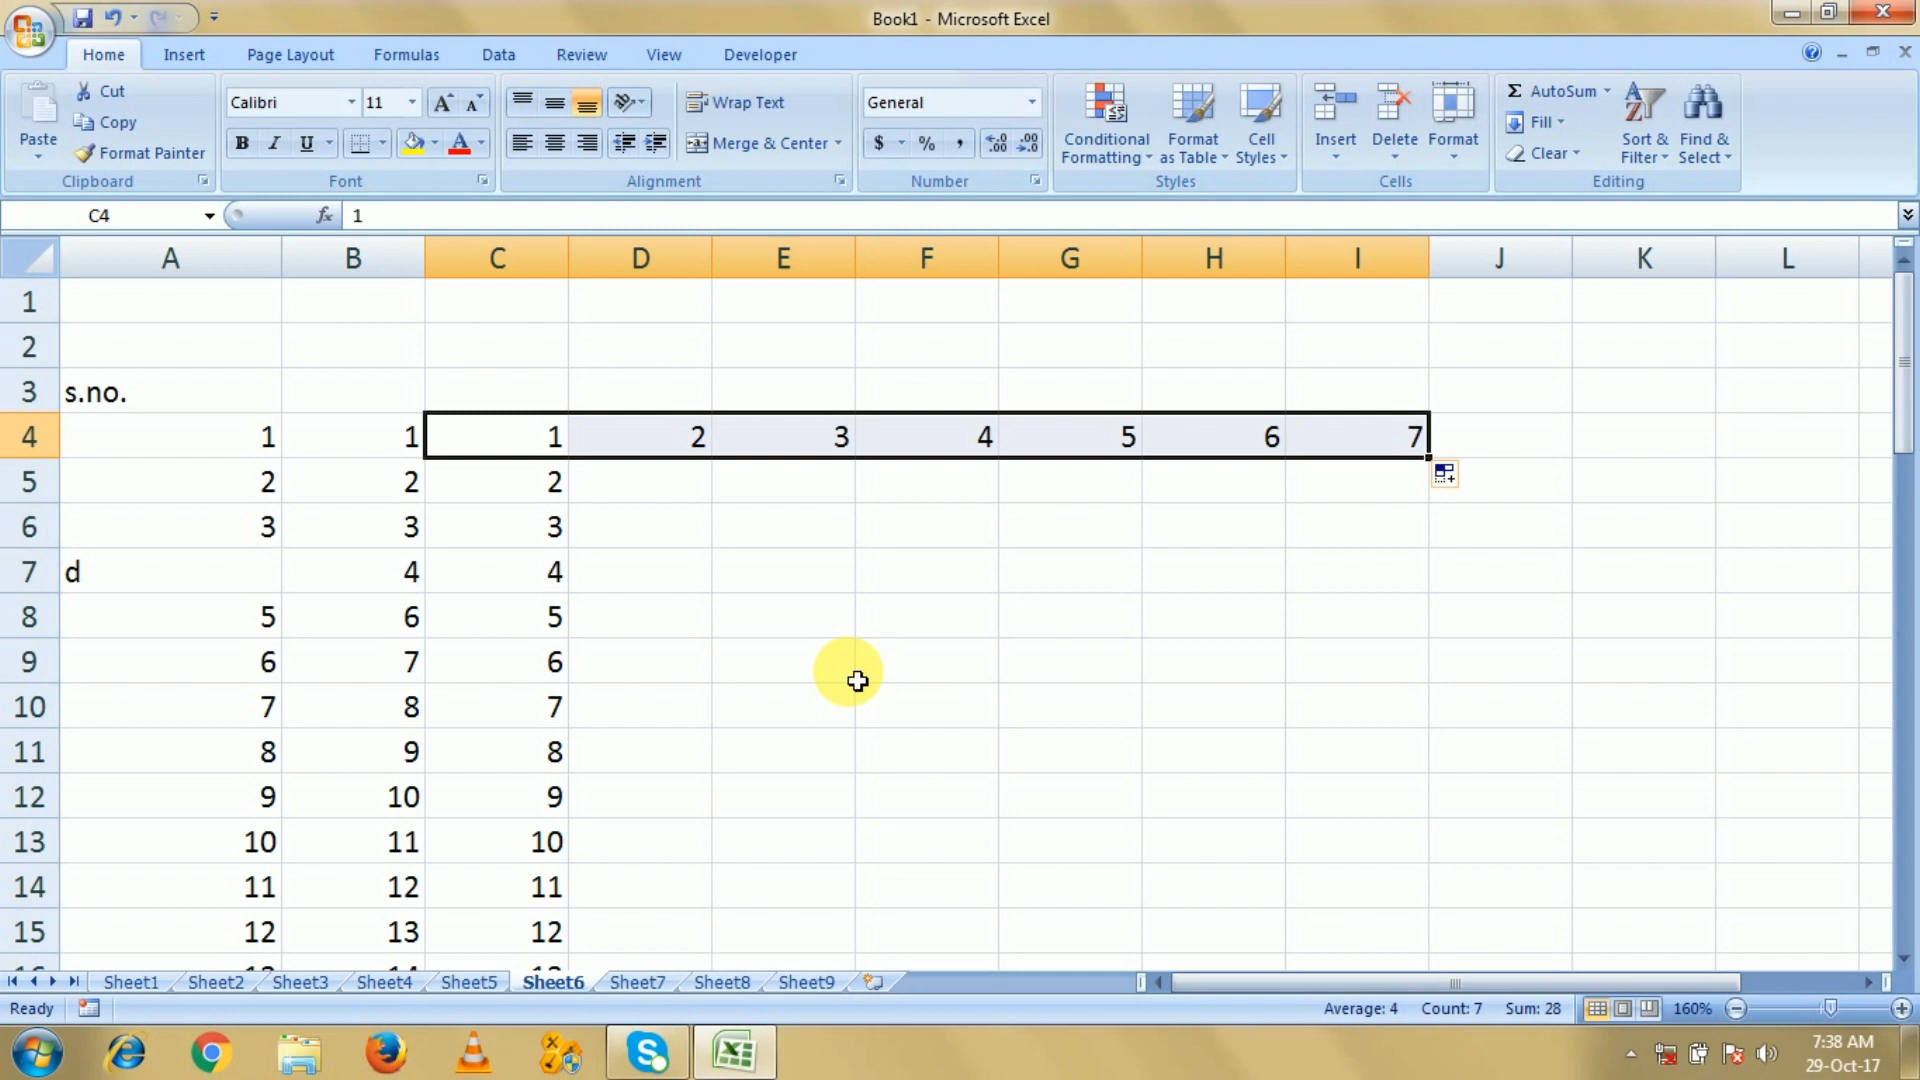 Book1 - Microsoft Excel
Home Insert Page Layout Formulas Data Review View Developer
Paste Cut Copy Format Painter Clipboard
Calibri 11 A A B I U A Font
Wrap Text Merge & Center Alignment
General $ % , .0 .00 .00 .0 Number
Conditional Formatting Format as Table Cell Styles Styles
Insert Delete Format Cells
Σ AutoSum Fill Clear Sort & Filter Find & Select Editing
C4 fx 1
A B C D E F G H I J K L
1
2
3 s.no.
4 1 1 1 2 3 4 5 6 7
5 2 2 2
6 3 3 3
7 d 4 4
8 5 6 5
9 6 7 6
10 7 8 7
11 8 9 8
12 9 10 9
13 10 11 10
14 11 12 11
15 12 13 12
Sheet1 Sheet2 Sheet3 Sheet4 Sheet5 Sheet6 Sheet7 Sheet8 Sheet9
Ready Average: 4 Count: 7 Sum: 28 160%
7:38 AM
29-Oct-17